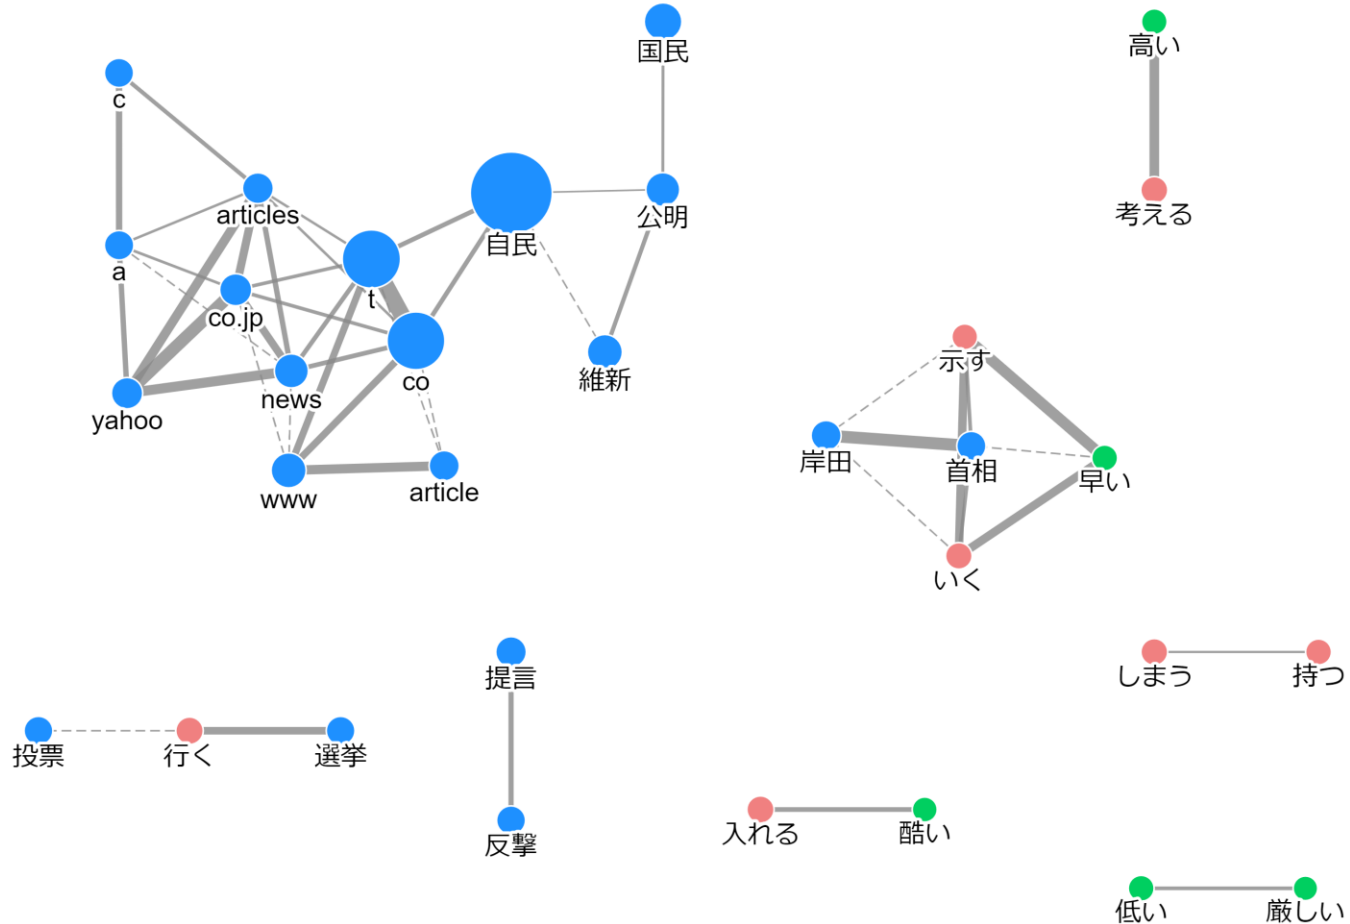 国民
高い
c
articles
自民
公明
考える
a
t
co.jp
news
co
維新
yahoo
www
article
示す
岸田
首相
早い
いく
提言
しまう
持つ
投票
行く
選挙
反撃
入れる
酷い
低い
厳しい